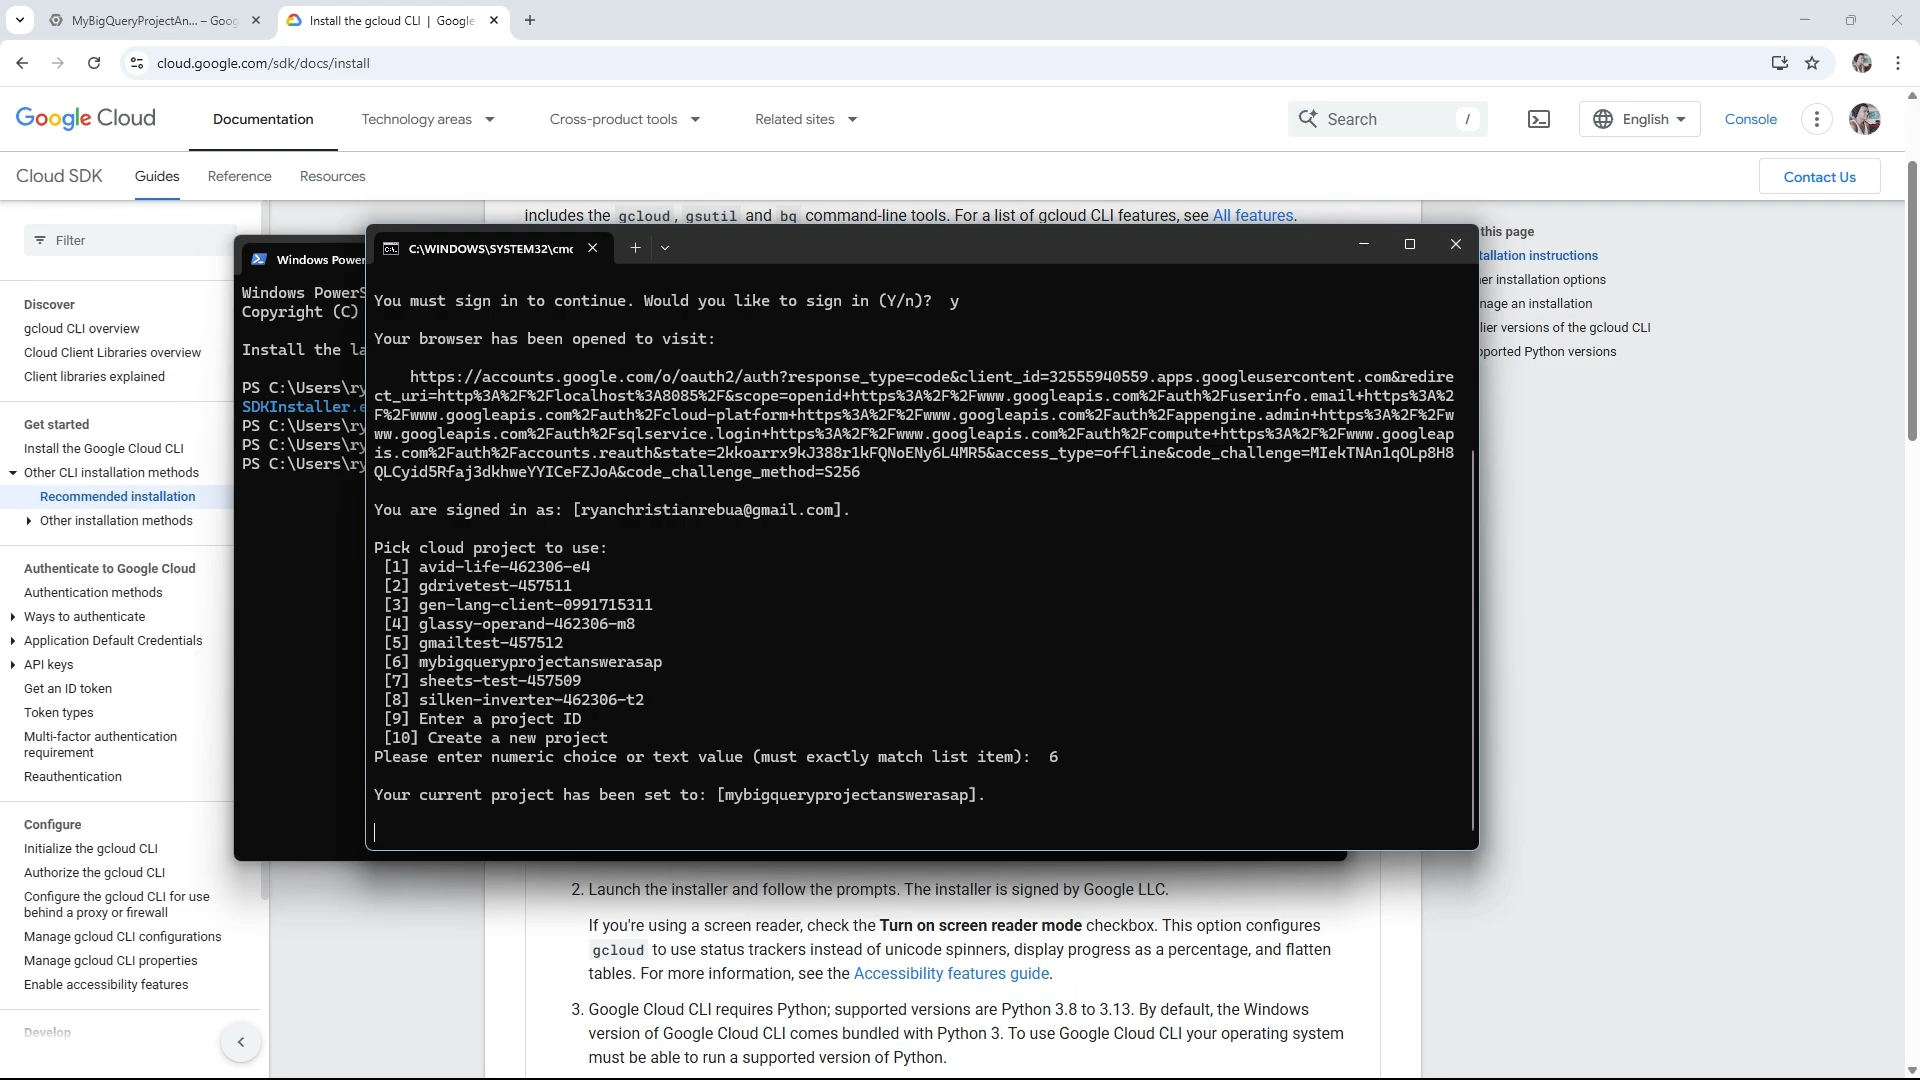 MyBigQueryProjectAn... – Goog
Install the gcloud CLI | Google
cloud.google.com/sdk/docs/install
Google Cloud
Documentation
Technology areas
Cross-product tools
Related sites
Search
/
English
Console
Cloud SDK
Guides
Reference
Resources
Contact Us
Filter
Discover
gcloud CLI overview
Cloud Client Libraries overview
Client libraries explained
Get started
Install the Google Cloud CLI
Other CLI installation methods
Recommended installation
Other installation methods
Authenticate to Google Cloud
Authentication methods
Ways to authenticate
Application Default Credentials
API keys
Get an ID token
Token types
Multi-factor authentication
requirement
Reauthentication
Configure
Initialize the gcloud CLI
Authorize the gcloud CLI
Configure the gcloud CLI for use
behind a proxy or firewall
Manage gcloud CLI configurations
Manage gcloud CLI properties
Enable accessibility features
Develop
includes the gcloud, gsutil and bq command-line tools. For a list of gcloud CLI features, see All features.
Windows Power
Windows PowerS
Copyright (C)
Install the la
PS C:\Users\ry
SDKInstaller.e
PS C:\Users\ry
PS C:\Users\ry
PS C:\Users\ry
C:\WINDOWS\SYSTEM32\cmc
You must sign in to continue. Would you like to sign in (Y/n)?  y
Your browser has been opened to visit:
https://accounts.google.com/o/oauth2/auth?response_type=code&client_id=32555940559.apps.googleusercontent.com&redire
ct_uri=http%3A%2F%2Flocalhost%3A8085%2F&scope=openid+https%3A%2F%2Fwww.googleapis.com%2Fauth%2Fuserinfo.email+https%3A%2
F%2Fwww.googleapis.com%2Fauth%2Fcloud-platform+https%3A%2F%2Fwww.googleapis.com%2Fauth%2Fappengine.admin+https%3A%2F%2Fw
ww.googleapis.com%2Fauth%2Fsqlservice.login+https%3A%2F%2Fwww.googleapis.com%2Fauth%2Fcompute+https%3A%2F%2Fwww.googleap
is.com%2Fauth%2Faccounts.reauth&state=2kkoarrx9kJ388r1kFQNoENy6L4MR5&access_type=offline&code_challenge=MIekTNAn1qOLp8H8
QLCyid5Rfaj3dkhweYYICeFZJoA&code_challenge_method=S256
You are signed in as: [ryanchristianrebua@gmail.com].
Pick cloud project to use:
[1] avid-life-462306-e4
[2] gdrivetest-457511
[3] gen-lang-client-0991715311
[4] glassy-operand-462306-m8
[5] gmailtest-457512
[6] mybigqueryprojectanswerasap
[7] sheets-test-457509
[8] silken-inverter-462306-t2
[9] Enter a project ID
[10] Create a new project
Please enter numeric choice or text value (must exactly match list item):  6
Your current project has been set to: [mybigqueryprojectanswerasap].
2. Launch the installer and follow the prompts. The installer is signed by Google LLC.
If you're using a screen reader, check the Turn on screen reader mode checkbox. This option configures
gcloud to use status trackers instead of unicode spinners, display progress as a percentage, and flatten
tables. For more information, see the Accessibility features guide.
3. Google Cloud CLI requires Python; supported versions are Python 3.8 to 3.13. By default, the Windows
version of Google Cloud CLI comes bundled with Python 3. To use Google Cloud CLI your operating system
must be able to run a supported version of Python.
this page
tallation instructions
er installation options
nage an installation
lier versions of the gcloud CLI
pported Python versions